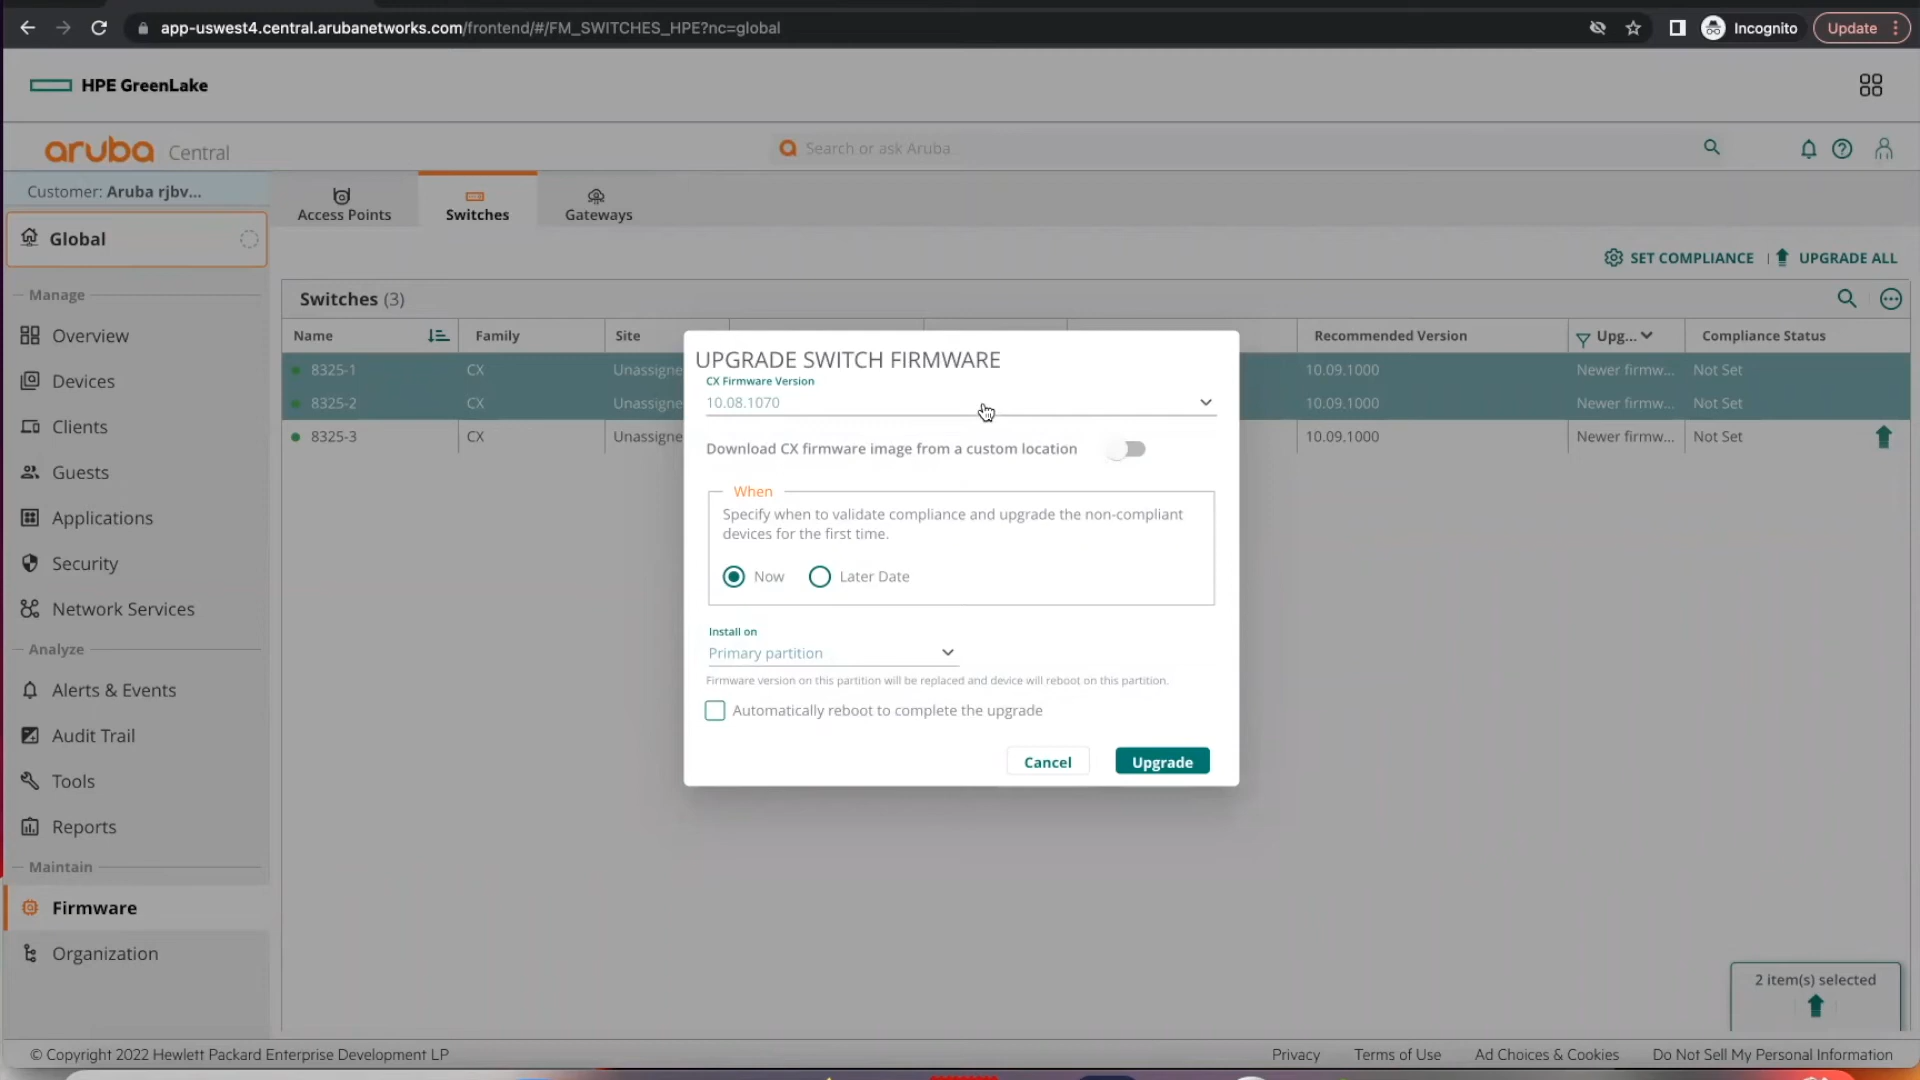 app-uswest4.central.arubanetworks.com/frontend/#/FM_SWITCHES_HPE?nc=global
Incognito
Update
HPE GreenLake
aruba Central
Search or ask Aruba
Customer: Aruba rjbv...
Access Points
Switches
Gateways
Global
SET COMPLIANCE
UPGRADE ALL
Manage
Switches (3)
Overview
Name
Family
Site
Recommended Version
Upg...
Compliance Status
8325-1
CX
Unassigne
10.09.1000
Newer firmw...
Not Set
8325-2
CX
Unassigne
10.09.1000
Newer firmw...
Not Set
8325-3
CX
Unassigne
10.09.1000
Newer firmw...
Not Set
Devices
Clients
Guests
Applications
Security
Network Services
Analyze
Alerts & Events
Audit Trail
Tools
Reports
Maintain
Firmware
Organization
UPGRADE SWITCH FIRMWARE
CX Firmware Version
10.08.1070
Download CX firmware image from a custom location
When
Specify when to validate compliance and upgrade the non-compliant
devices for the first time.
Now
Later Date
Install on
Primary partition
Firmware version on this partition will be replaced and device will reboot on this partition.
Automatically reboot to complete the upgrade
Cancel
Upgrade
2 item(s) selected
© Copyright 2022 Hewlett Packard Enterprise Development LP
Privacy
Terms of Use
Ad Choices & Cookies
Do Not Sell My Personal Information